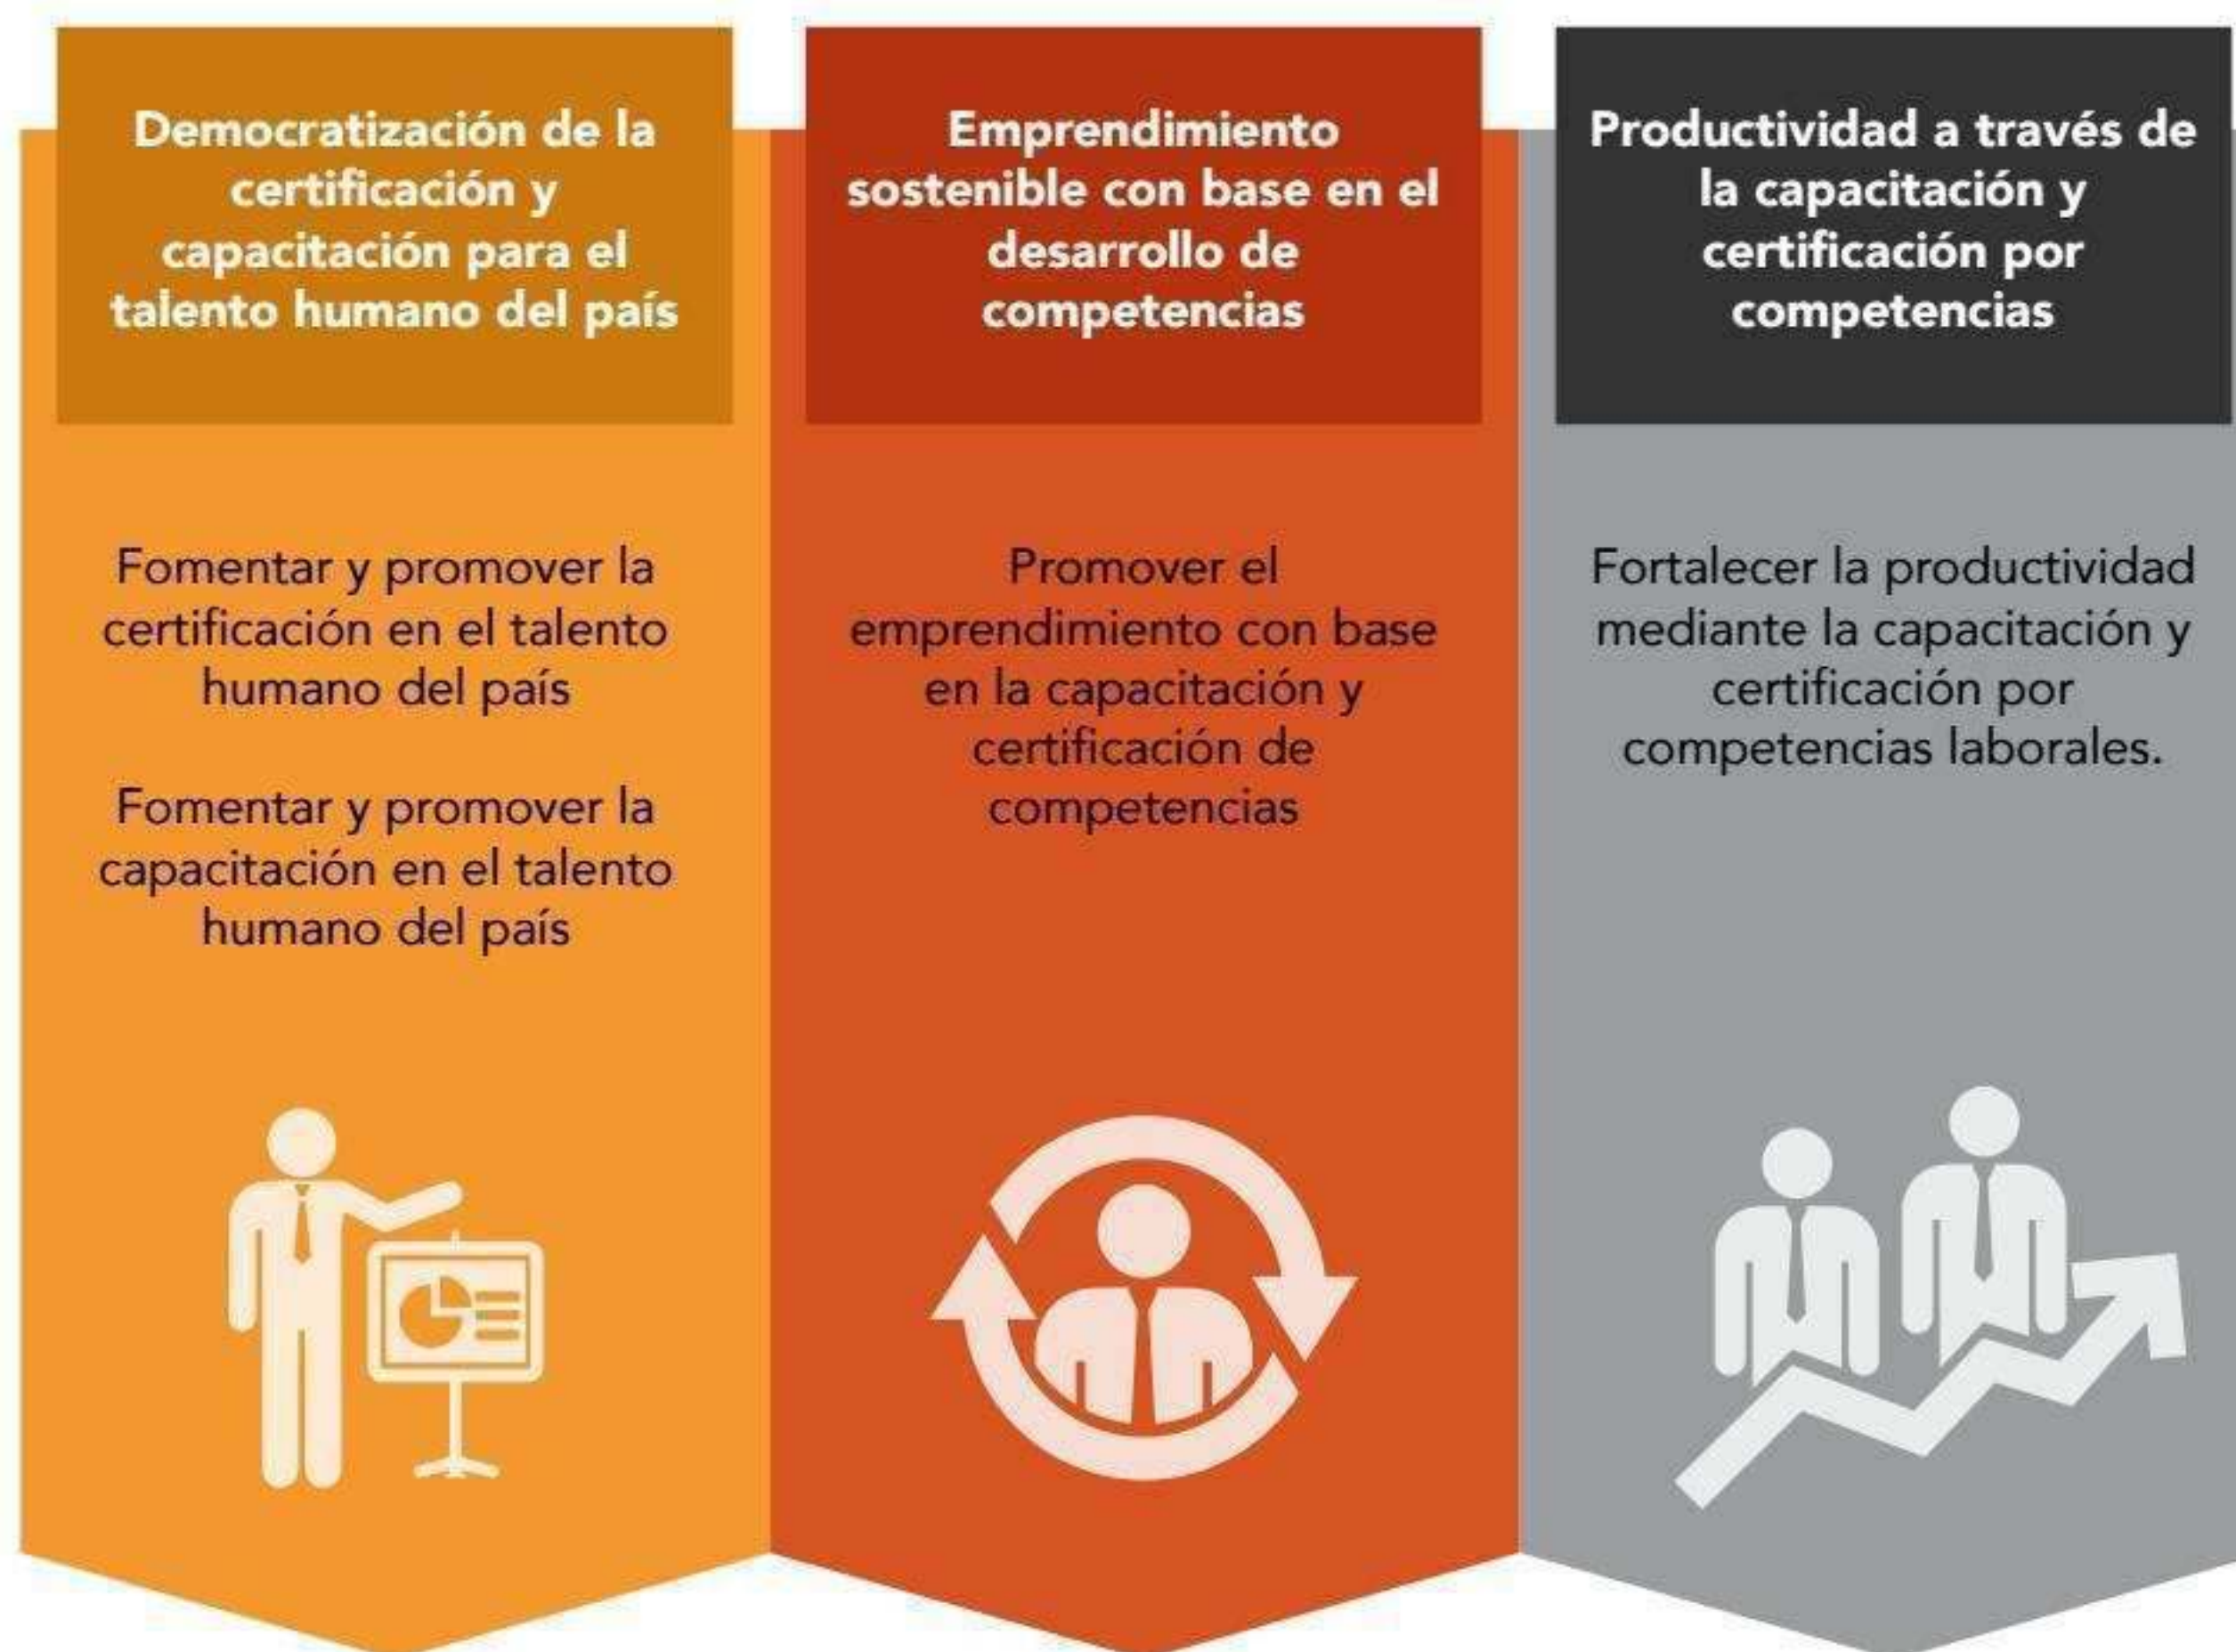 Democratización de la
certificación y
capacitación para el
talento humano del país
Fomentar y promover la
certificación en el talento
humano del país
Fomentar y promover la
capacitación en el talento
humano del país
Emprendimiento
sostenible con base en el
desarrollo de
competencias
Promover el
emprendimiento con base
en la capacitación y
certificación de
competencias
Productividad a través de
la capacitación y
certificación por
competencias
Fortalecer la productividad
mediante la capacitación y
certificación por
competencias laborales.